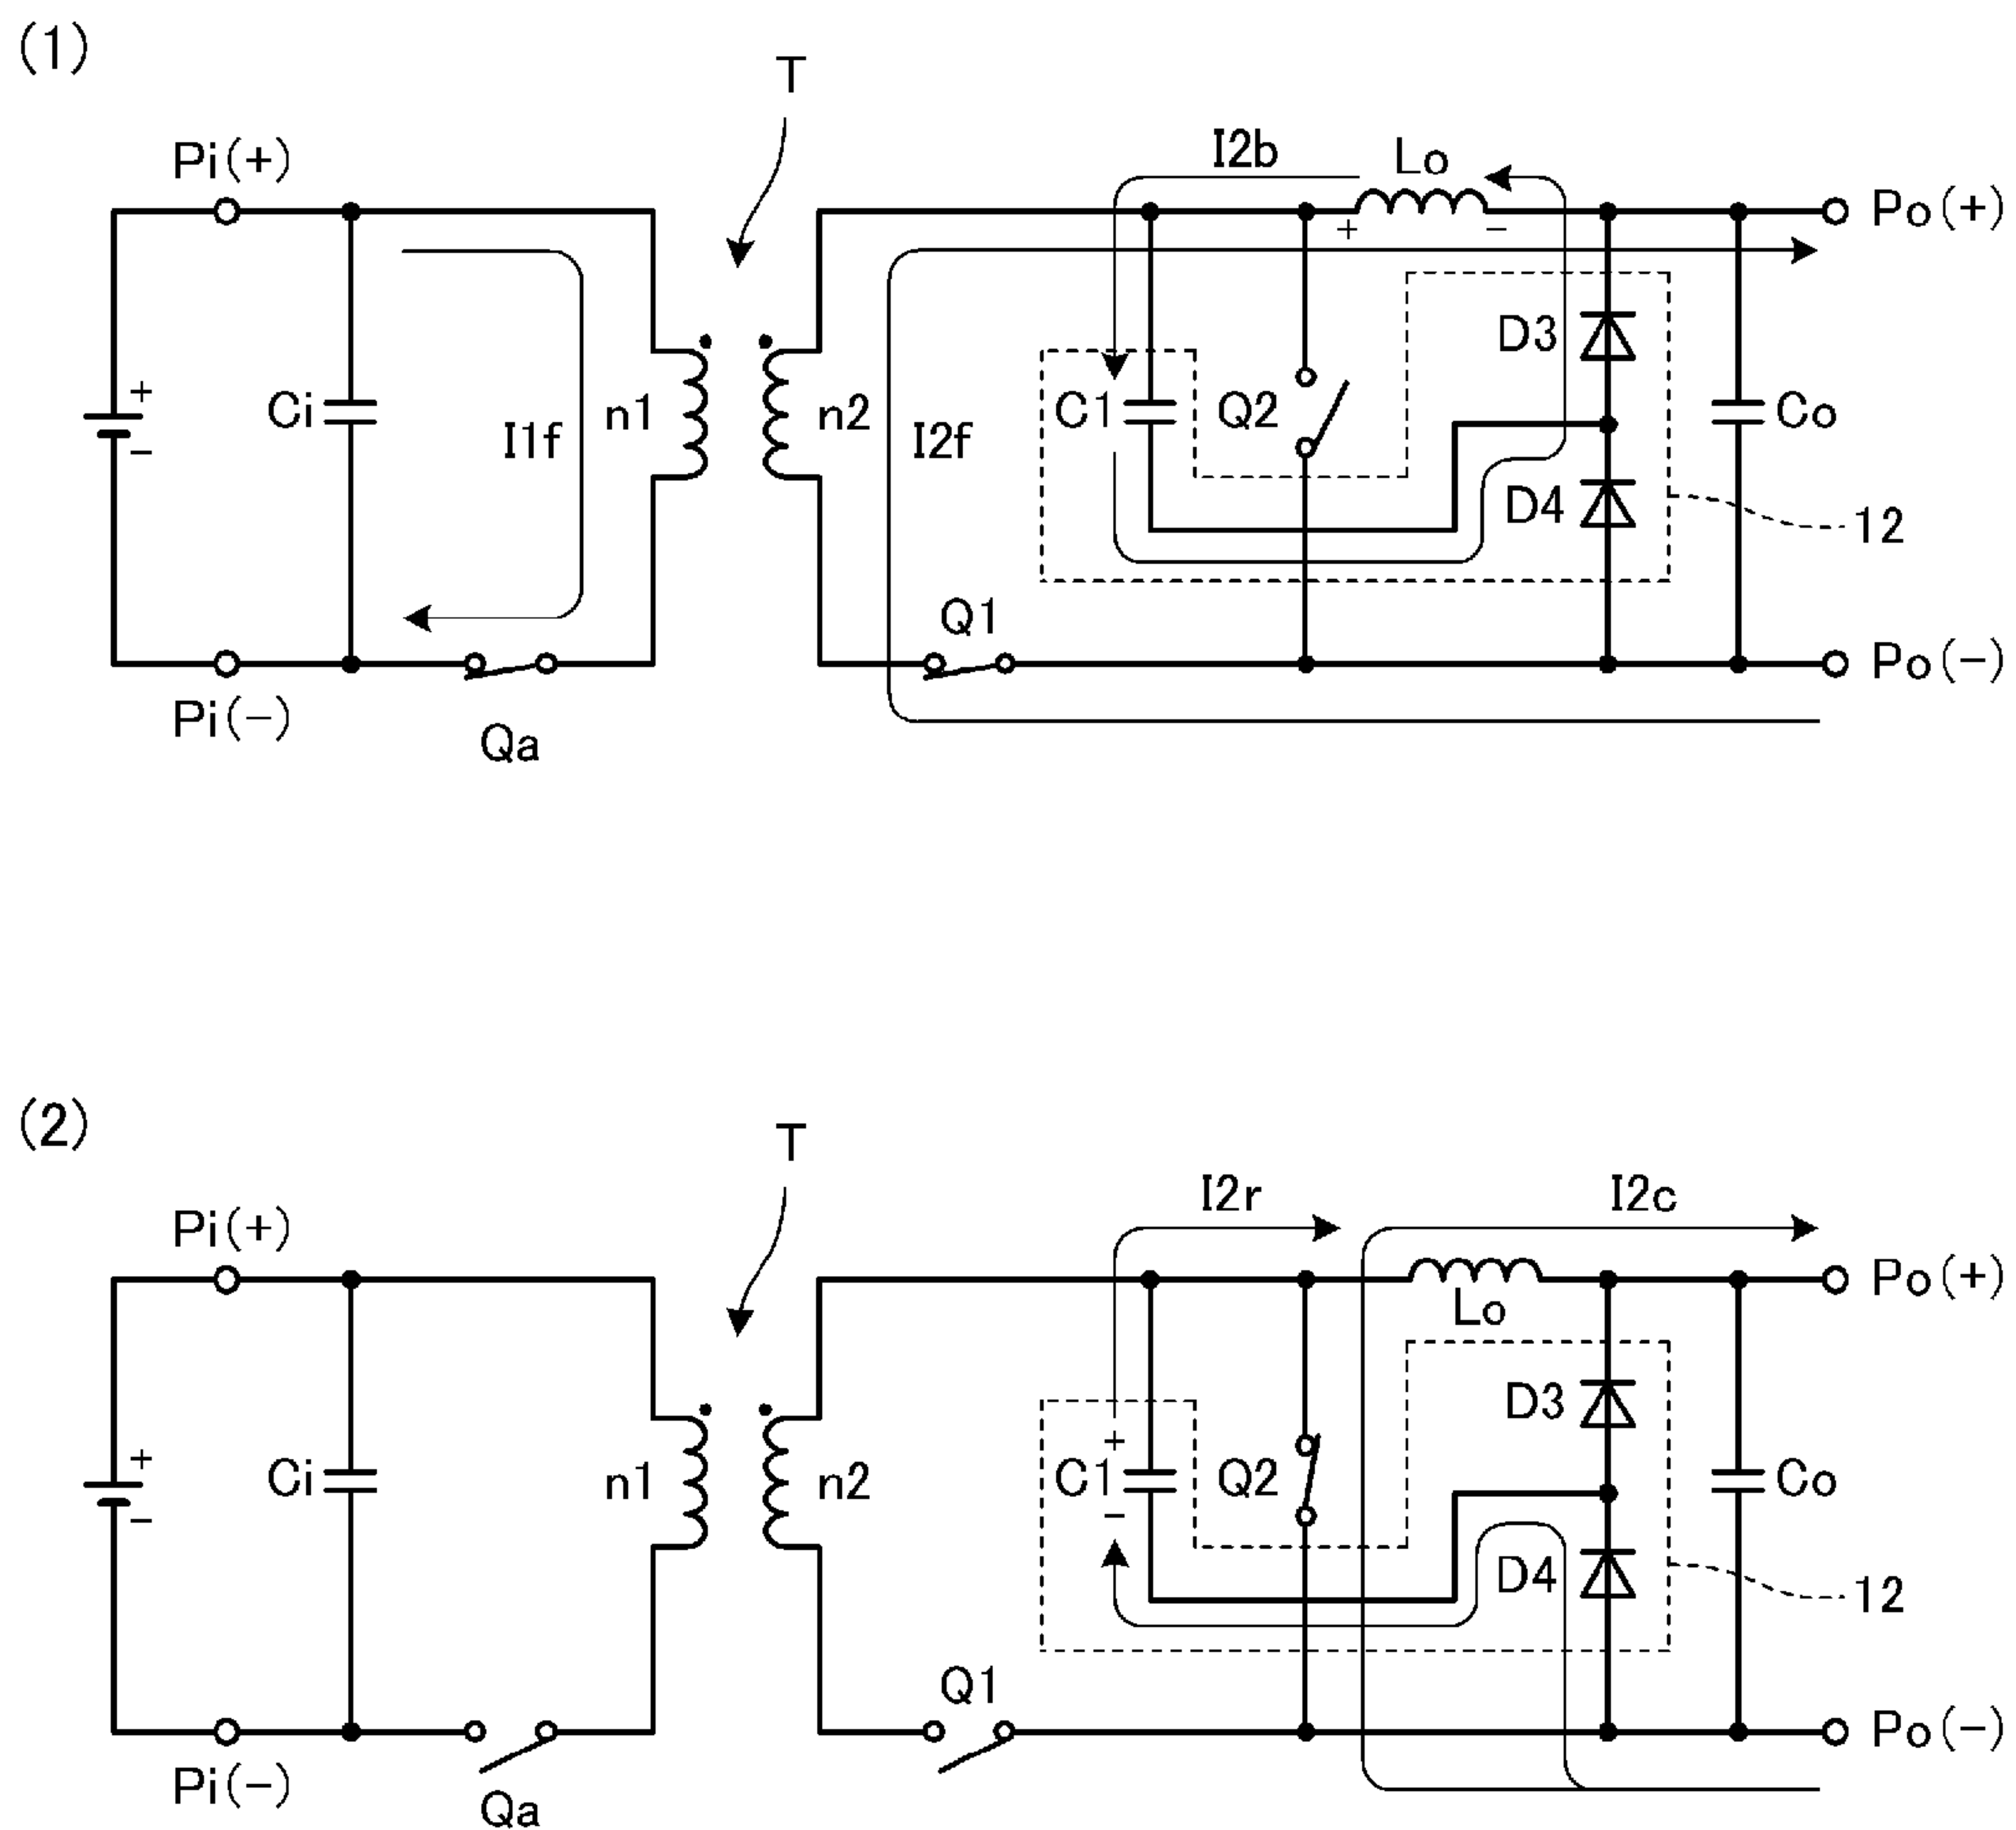 (1)
T
Pi(+)
I2b
Lo
Po(+)
+ −
D3
+
Ci
I1f
n1
n2
I2f
C1
Q2
Co
−
D4
12
Q1
Pi(−)
Po(−)
Qa
(2)
T
I2r
I2c
Pi(+)
Po(+)
Lo
D3
+
+
Ci
n1
n2
C1
Q2
Co
−
−
D4
12
Q1
Pi(−)
Po(−)
Qa